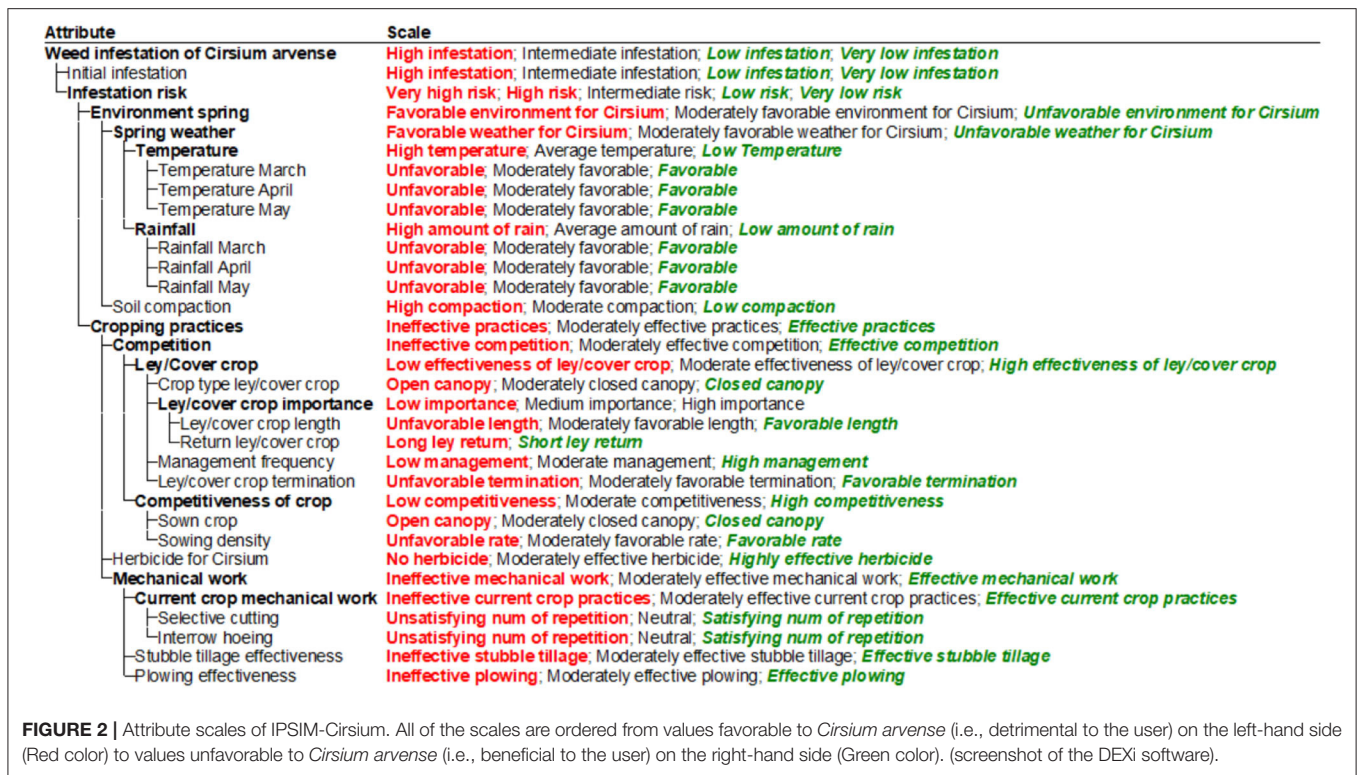 Attribute Scale
Weed infestation of Cirsium arvense High infestation; Intermediate infestation; Low infestation; Very low infestation
Initial infestation High infestation; Intermediate infestation; Low infestation; Very low infestation
Infestation risk Very high risk; High risk; Intermediate risk; Low risk; Very low risk
Environment spring Favorable environment for Cirsium; Moderately favorable environment for Cirsium; Unfavorable environment for Cirsium
Spring weather Favorable weather for Cirsium; Moderately favorable weather for Cirsium; Unfavorable weather for Cirsium
Temperature High temperature; Average temperature; Low Temperature
Temperature March Unfavorable; Moderately favorable; Favorable
Temperature April Unfavorable; Moderately favorable; Favorable
Temperature May Unfavorable; Moderately favorable; Favorable
Rainfall High amount of rain; Average amount of rain; Low amount of rain
Rainfall March Unfavorable; Moderately favorable; Favorable
Rainfall April Unfavorable; Moderately favorable; Favorable
Rainfall May Unfavorable; Moderately favorable; Favorable
Soil compaction High compaction; Moderate compaction; Low compaction
Cropping practices Ineffective practices; Moderately effective practices; Effective practices
Competition Ineffective competition; Moderately effective competition; Effective competition
Ley/Cover crop Low effectiveness of ley/cover crop; Moderate effectiveness of ley/cover crop; High effectiveness of ley/cover crop
Crop type ley/cover crop Open canopy; Moderately closed canopy; Closed canopy
Ley/cover crop importance Low importance; Medium importance; High importance
Ley/cover crop length Unfavorable length; Moderately favorable length; Favorable length
Return ley/cover crop Long ley return; Short ley return
Management frequency Low management; Moderate management; High management
Ley/cover crop termination Unfavorable termination; Moderately favorable termination; Favorable termination
Competitiveness of crop Low competitiveness; Moderate competitiveness; High competitiveness
Sown crop Open canopy; Moderately closed canopy; Closed canopy
Sowing density Unfavorable rate; Moderately favorable rate; Favorable rate
Herbicide for Cirsium No herbicide; Moderately effective herbicide; Highly effective herbicide
Mechanical work Ineffective mechanical work; Moderately effective mechanical work; Effective mechanical work
Current crop mechanical work Ineffective current crop practices; Moderately effective current crop practices; Effective current crop practices
Selective cutting Unsatisfying num of repetition; Neutral; Satisfying num of repetition
Interrow hoeing Unsatisfying num of repetition; Neutral; Satisfying num of repetition
Stubble tillage effectiveness Ineffective stubble tillage; Moderately effective stubble tillage; Effective stubble tillage
Plowing effectiveness Ineffective plowing; Moderately effective plowing; Effective plowing
FIGURE 2 | Attribute scales of IPSIM-Cirsium. All of the scales are ordered from values favorable to Cirsium arvense (i.e., detrimental to the user) on the left-hand side
(Red color) to values unfavorable to Cirsium arvense (i.e., beneficial to the user) on the right-hand side (Green color). (screenshot of the DEXi software).